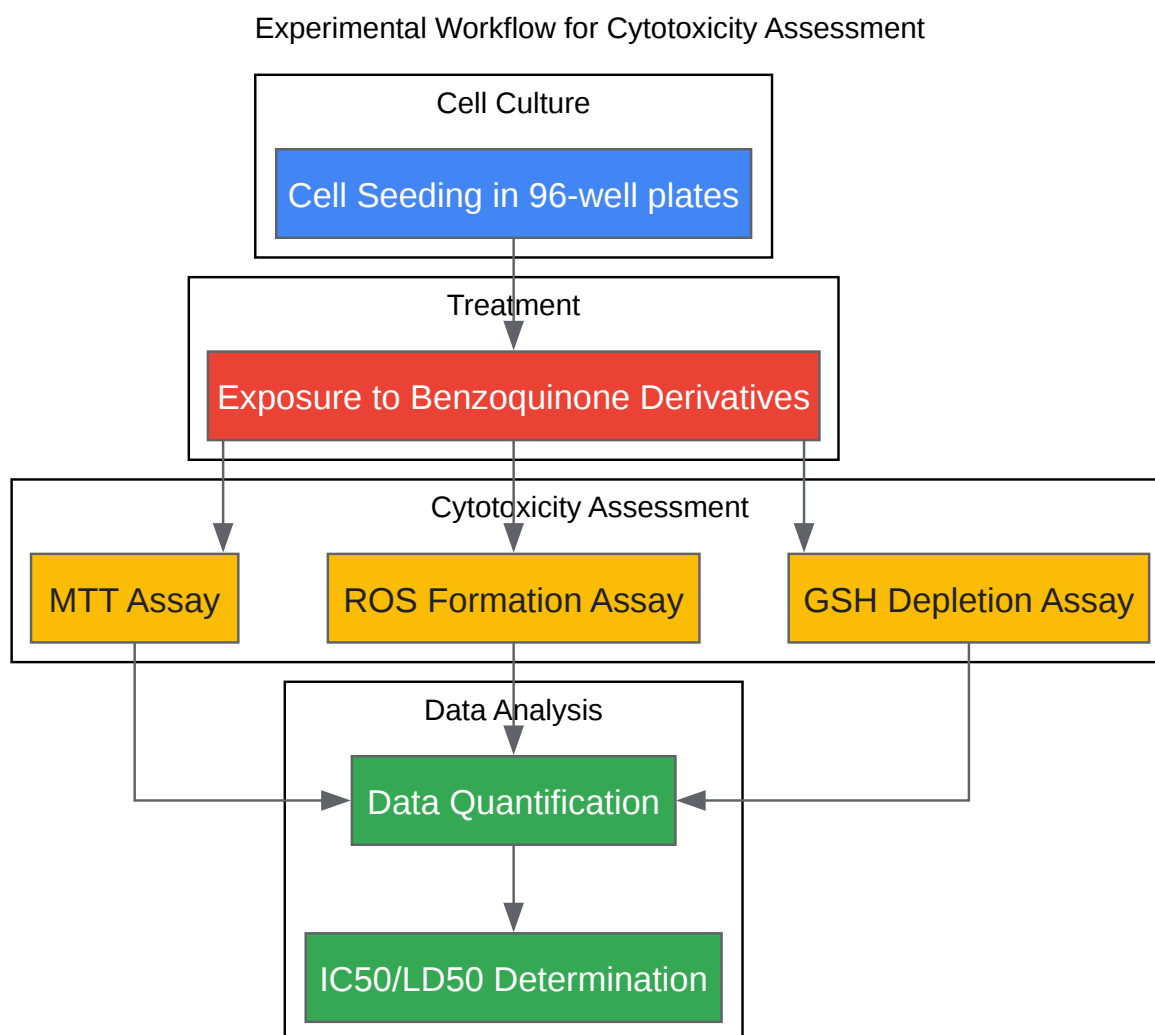 Experimental Workflow for Cytotoxicity Assessment
Cell Culture
Cell Seeding in 96-well plates
Treatment
Exposure to Benzoquinone Derivatives
Cytotoxicity Assessment
MTT Assay
ROS Formation Assay
GSH Depletion Assay
Data Analysis
Data Quantification
IC50/LD50 Determination